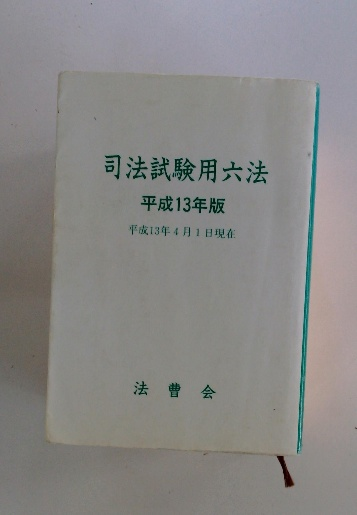 司法試験用六法
平成13年版
平成13年4月1日現在
法曹会